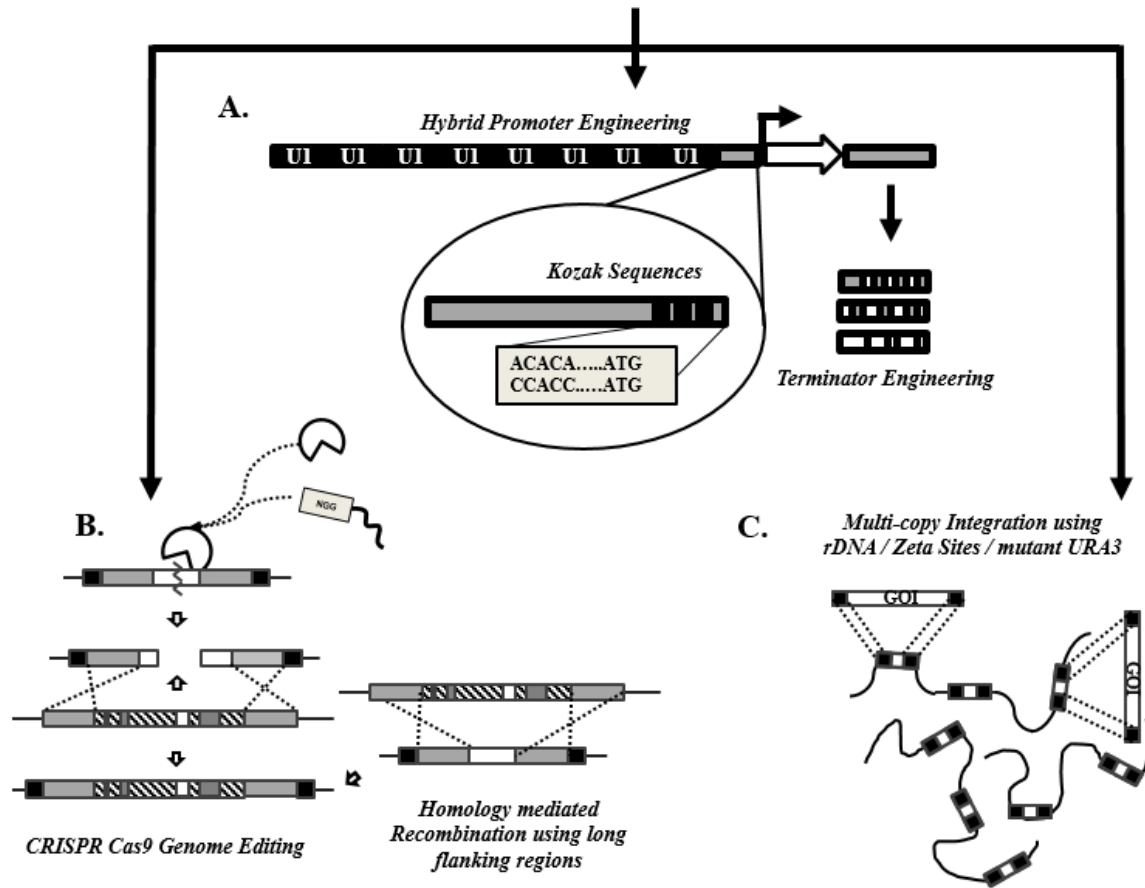 A.
Hybrid Promoter Engineering
U1 U1 U1 U1 U1 U1 U1 U1
Kozak Sequences
ACACA.....ATG
CCACC.....ATG
Terminator Engineering
B.
NGG
CRISPR Cas9 Genome Editing
Homology mediated
Recombination using long
flanking regions
C.
Multi-copy Integration using
rDNA / Zeta Sites / mutant URA3
GOI
GOI